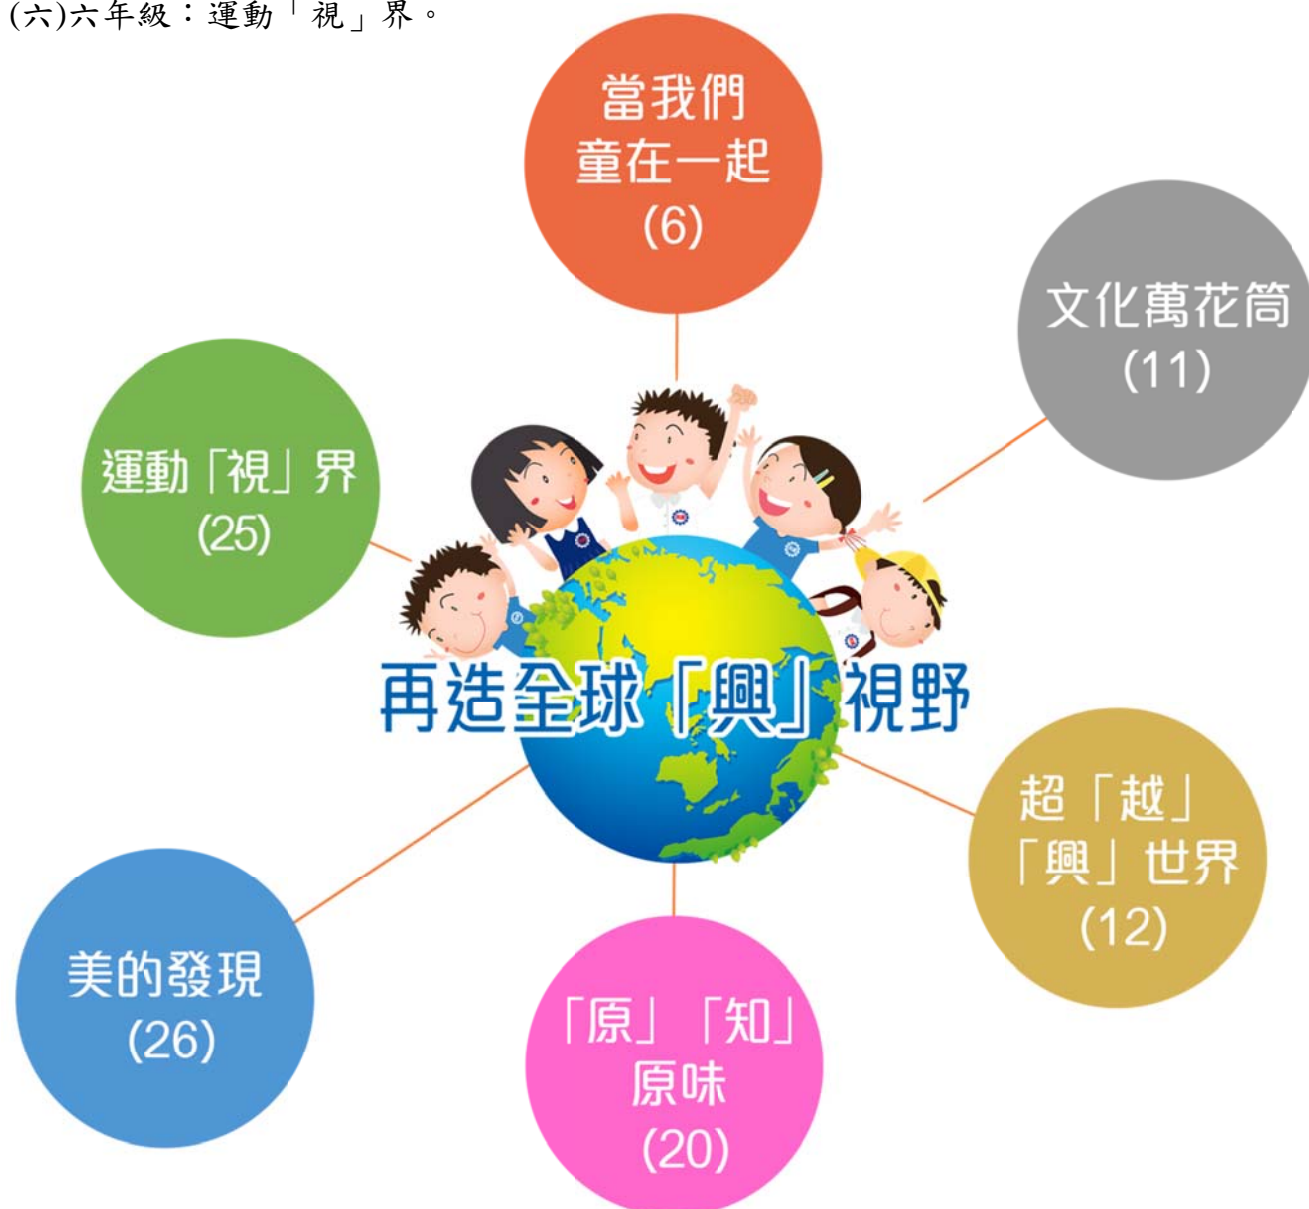 (六)六年級：運動「視」界。
當我們
童在一起
(6)
文化萬花筒
(11)
運動「視」界
(25)
再造全球「興」視野
超「越」
「興」世界
(12)
美的發現
(26)
「原」「知」
原味
(20)